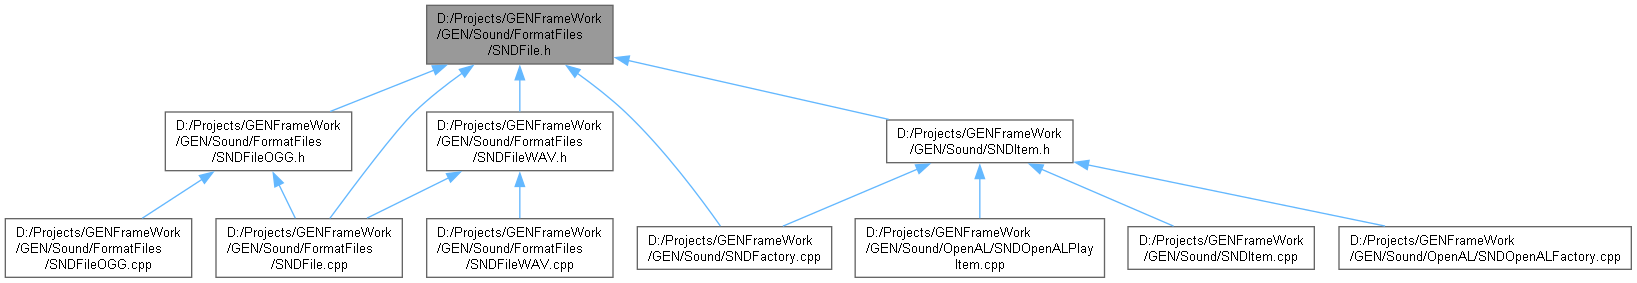 D:/Projects/GENFrameWork
/GEN/Sound/FormatFiles
/SNDFile.h
D:/Projects/GENFrameWork
/GEN/Sound/FormatFiles
/SNDFileOGG.h
D:/Projects/GENFrameWork
/GEN/Sound/FormatFiles
/SNDFileWAV.h
D:/Projects/GENFrameWork
/GEN/Sound/SNDItem.h
D:/Projects/GENFrameWork
/GEN/Sound/FormatFiles
/SNDFileOGG.cpp
D:/Projects/GENFrameWork
/GEN/Sound/FormatFiles
/SNDFile.cpp
D:/Projects/GENFrameWork
/GEN/Sound/FormatFiles
/SNDFileWAV.cpp
D:/Projects/GENFrameWork
/GEN/Sound/SNDFactory.cpp
D:/Projects/GENFrameWork
/GEN/Sound/OpenAL/SNDOpenALPlay
Item.cpp
D:/Projects/GENFrameWork
/GEN/Sound/SNDItem.cpp
D:/Projects/GENFrameWork
/GEN/Sound/OpenAL/SNDOpenALFactory.cpp